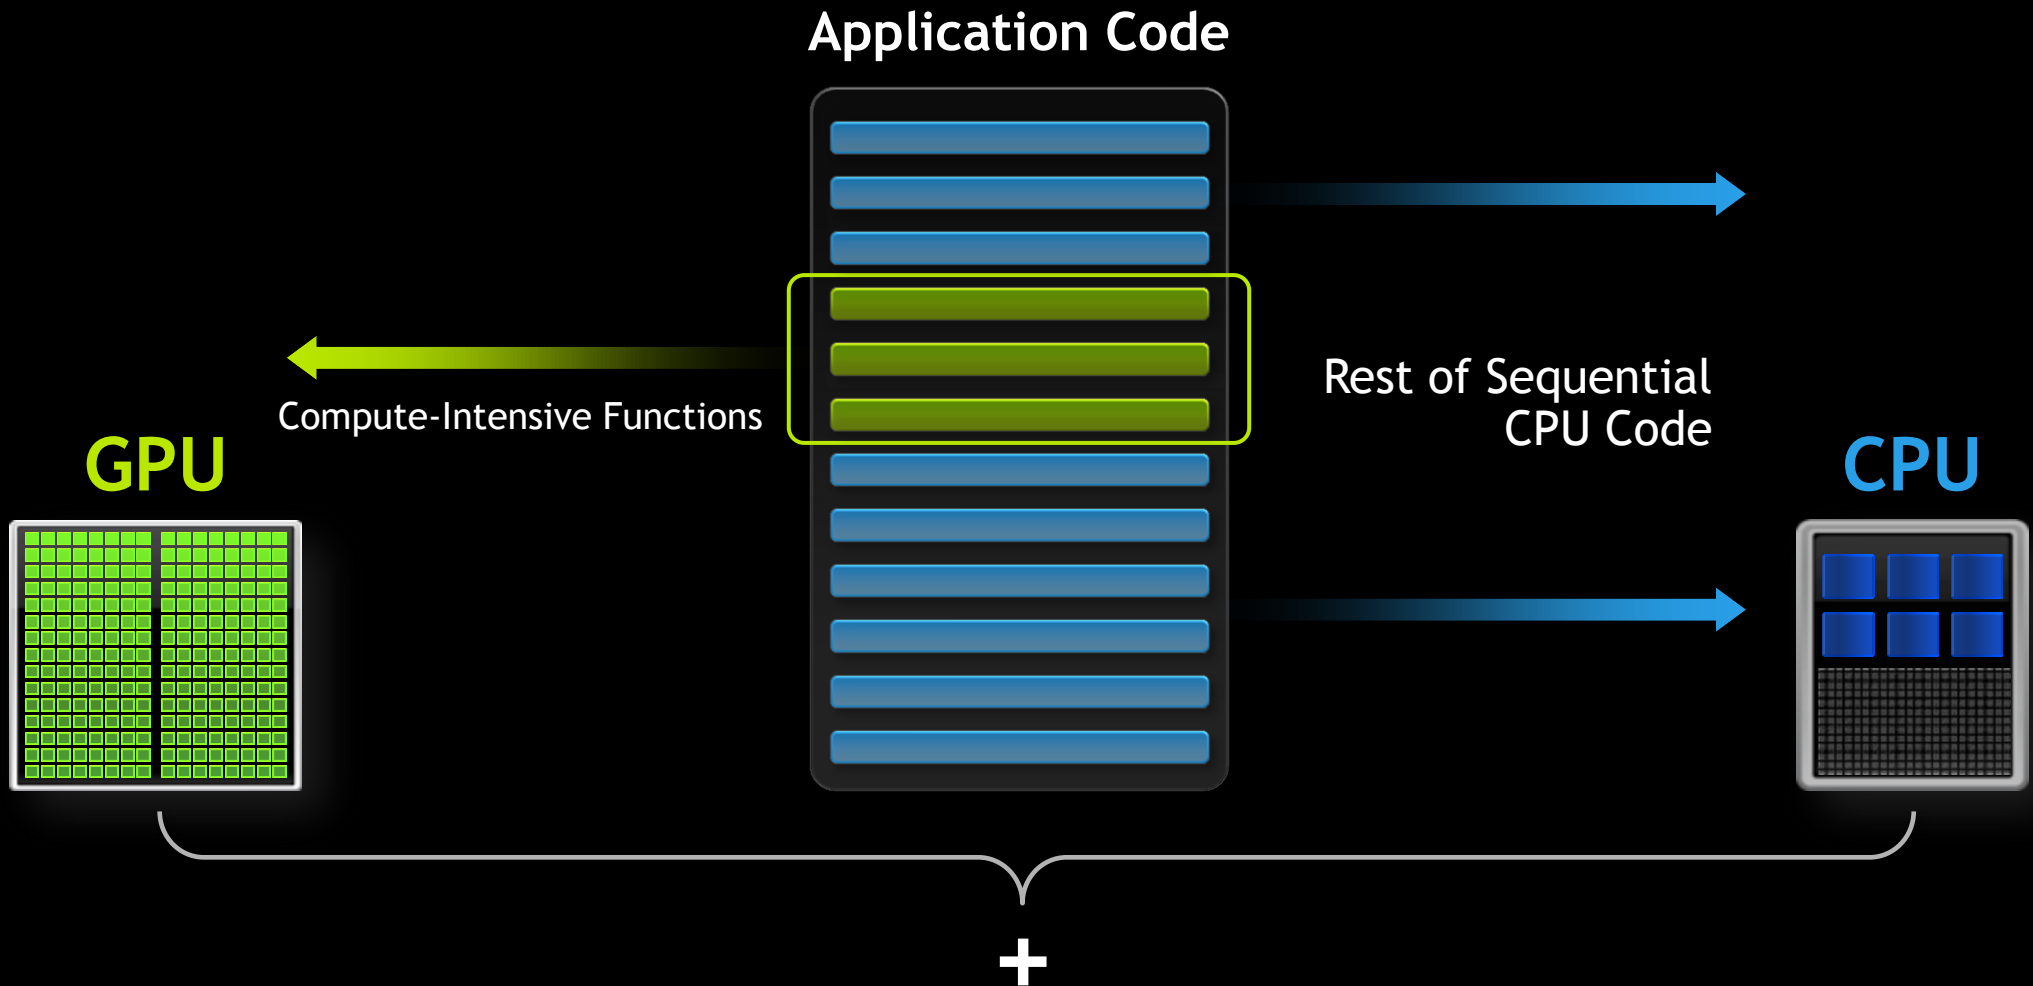 Application Code
Compute-Intensive Functions
Rest of Sequential
CPU Code
GPU
CPU
+